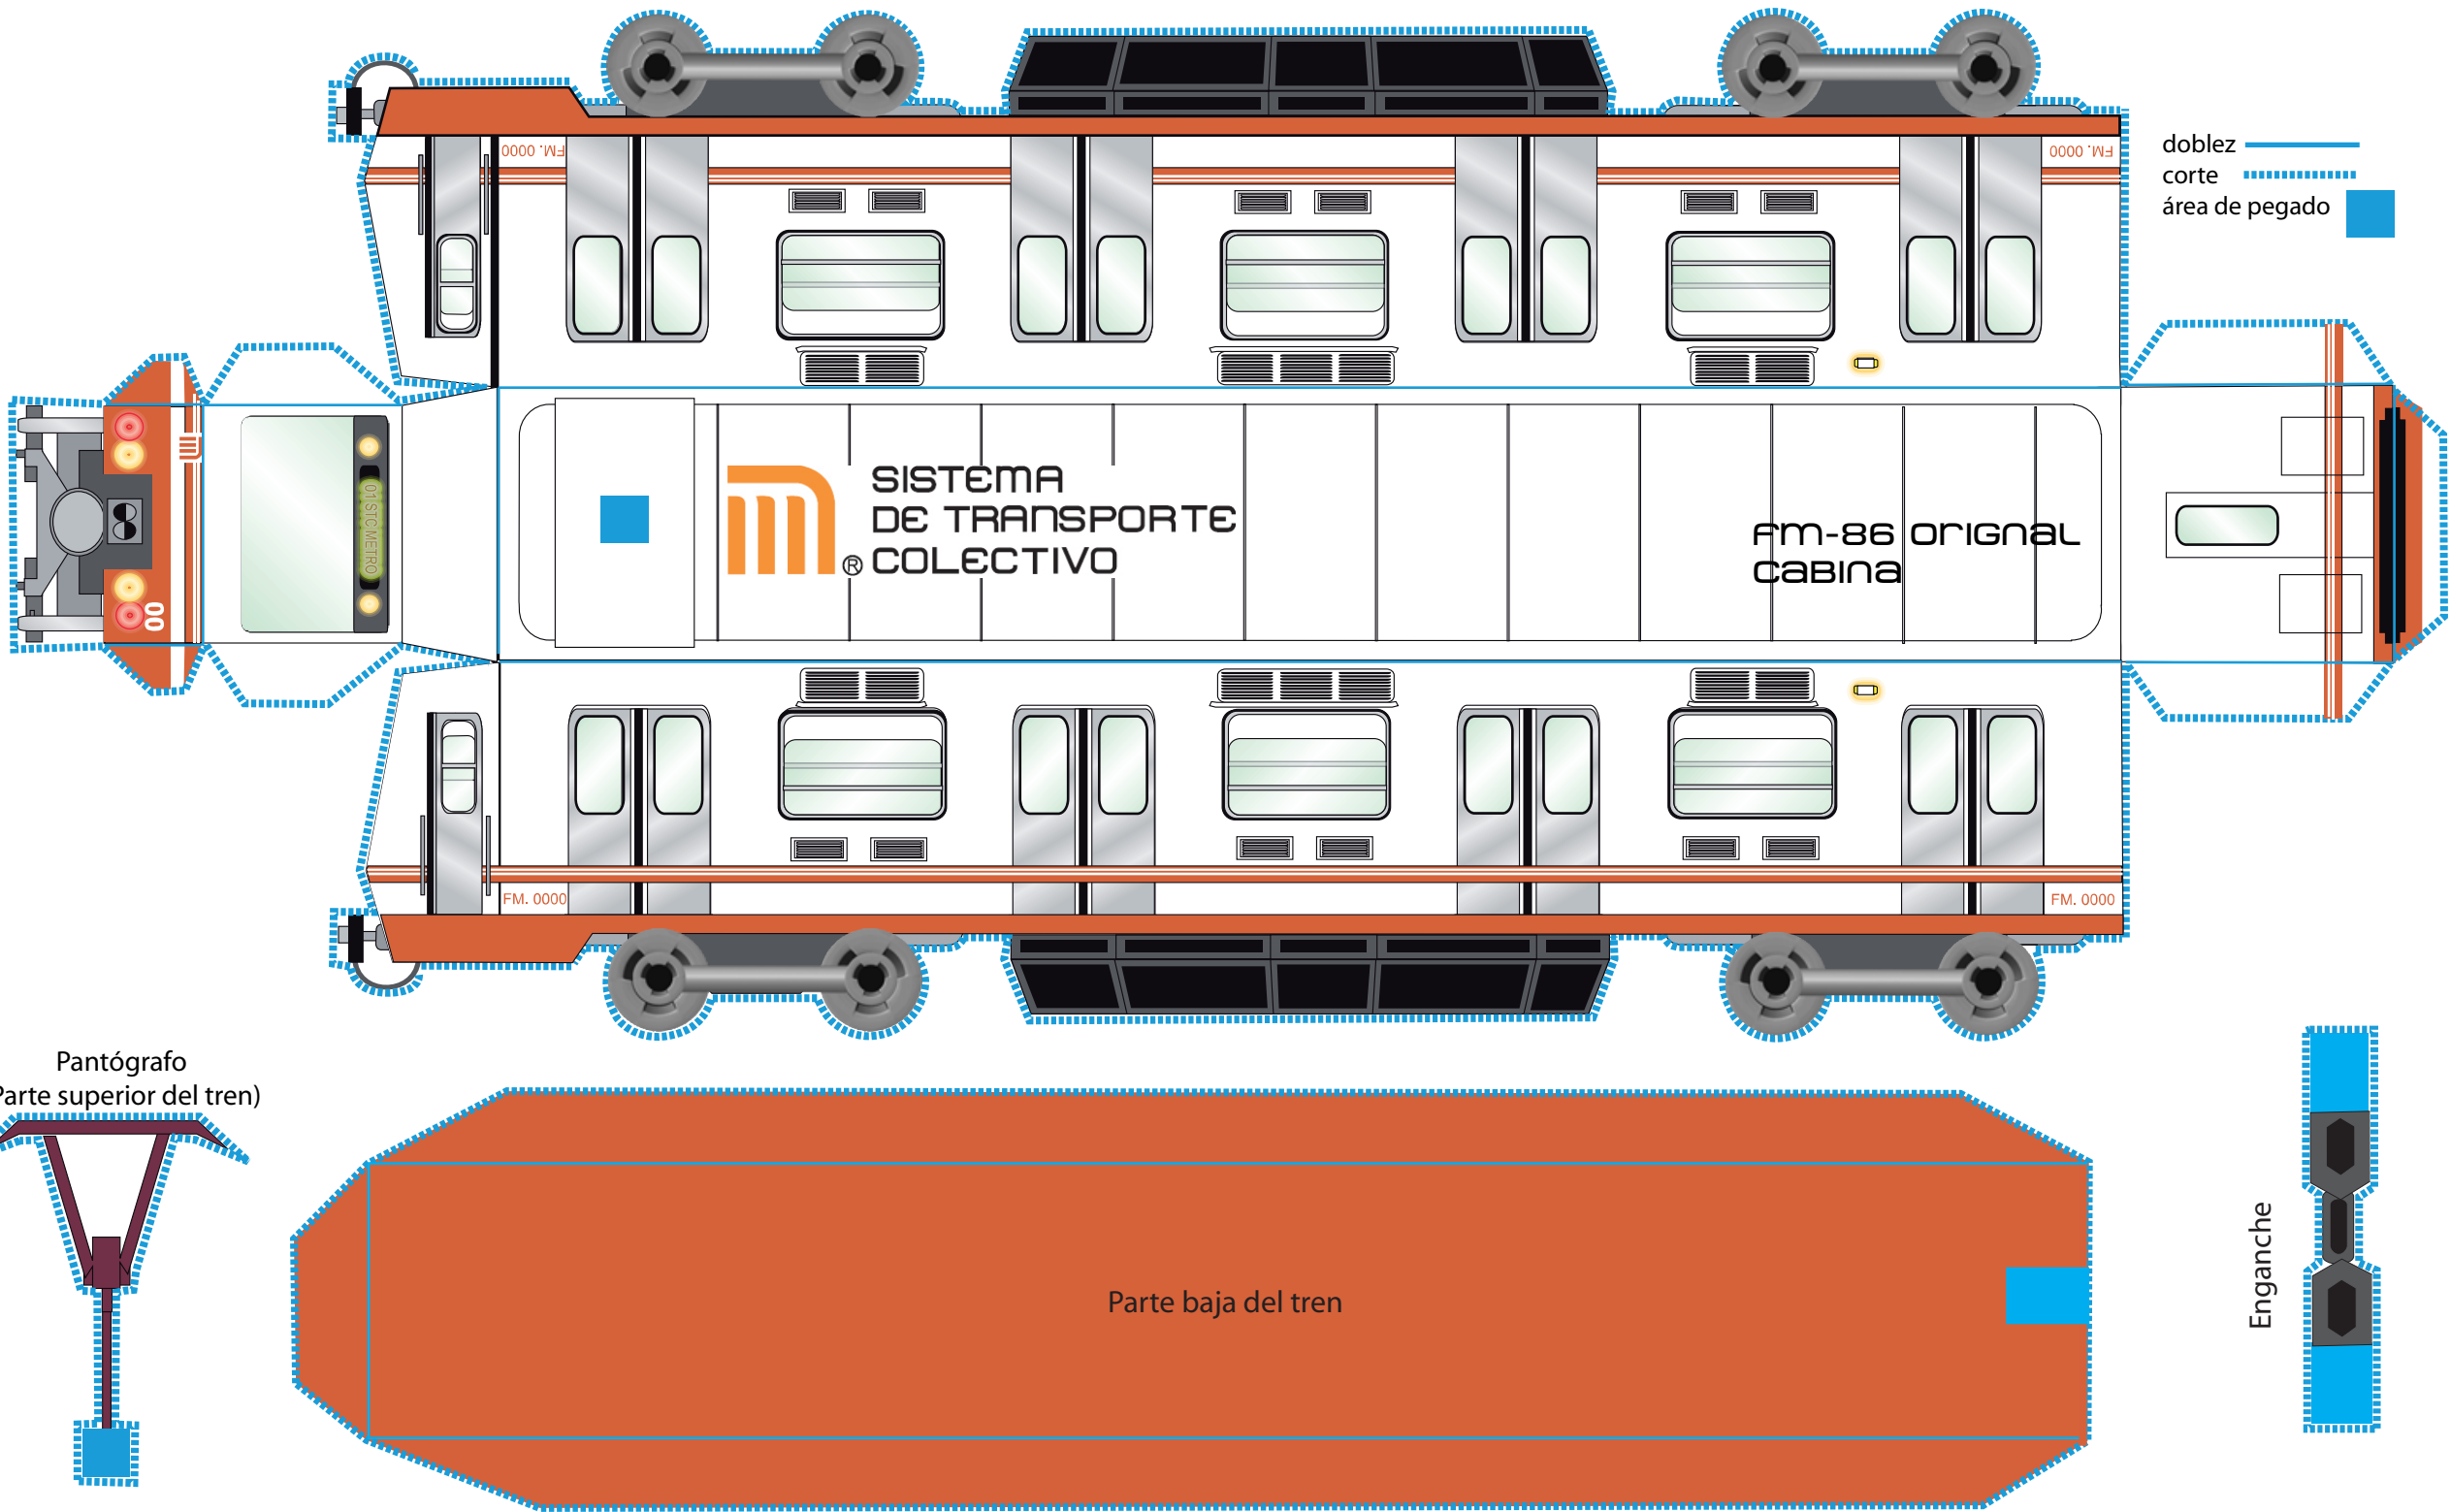 FM. 0000
FM. 0000
doblez
corte
área de pegado
01 STC METRO
00
SISTEMA
DE TRANSPORTE
COLECTIVO
®
FM-86 ORIGNAL
CABINA
FM. 0000
FM. 0000
Pantógrafo
Parte superior del tren)
Parte baja del tren
Enganche